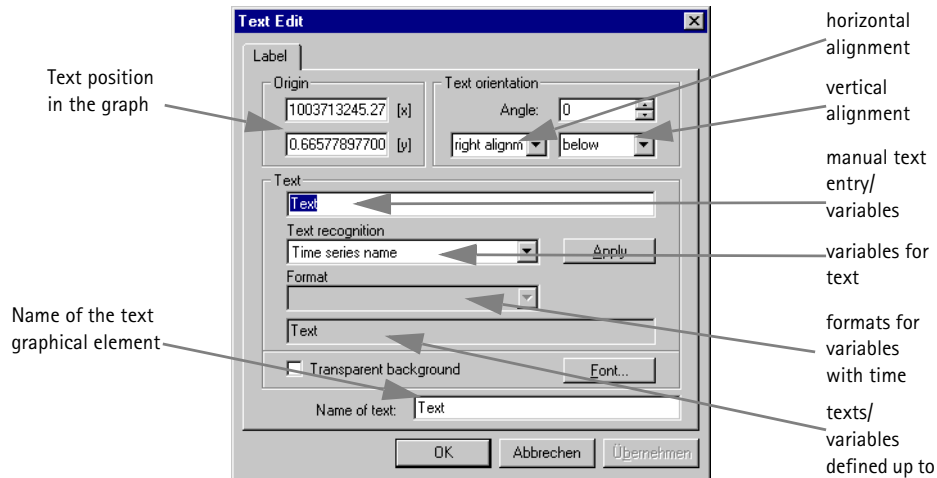 Text Edit
Label
Origin
1003713245.27 [x]
0.66577897700 [y]
Text orientation
Angle: 0
right alignm
below
Text
Text
Text recognition
Time series name
Apply
Format
Text
Transparent background
Font...
Name of text: Text
OK
Abbrechen
Übernehmen
Text position
in the graph
Name of the text
graphical element
horizontal
alignment
vertical
alignment
manual text
entry/
variables
variables for
text
formats for
variables
with time
texts/
variables
defined up to